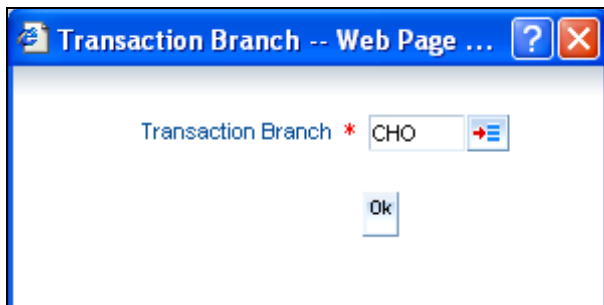 Transaction Branch -- Web Page ...
Transaction Branch * CHO
Ok